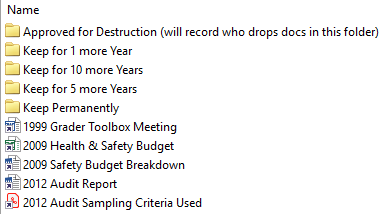 Name
Approved for Destruction (will record who drops docs in this folder)
Keep for 1 more Year
Keep for 10 more Years
Keep for 5 more Years
Keep Permanently
1999 Grader Toolbox Meeting
2009 Health & Safety Budget
2009 Safety Budget Breakdown
2012 Audit Report
2012 Audit Sampling Criteria Used